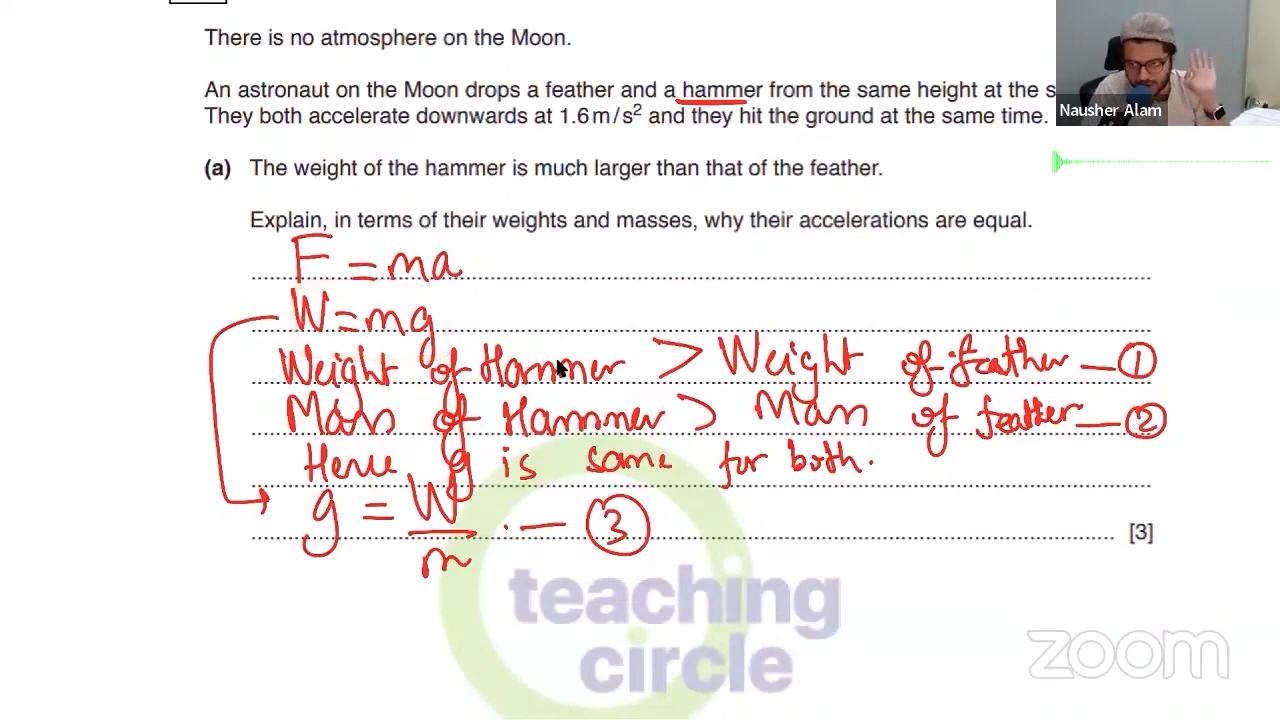 There is no atmosphere on the Moon.
An astronaut on the Moon drops a feather and a hammer from the same height at the s
They both accelerate downwards at 1.6 m/s² and they hit the ground at the same time.
Nausher Alam
(a) The weight of the hammer is much larger than that of the feather.
Explain, in terms of their weights and masses, why their accelerations are equal.
F = ma
W = mg
Weight of Hammer > Weight of feather — ①
Mass of Hammer > Mass of feather — ②
Hence g is same for both.
g = W/m — ③
[3]
teaching
circle
zoom